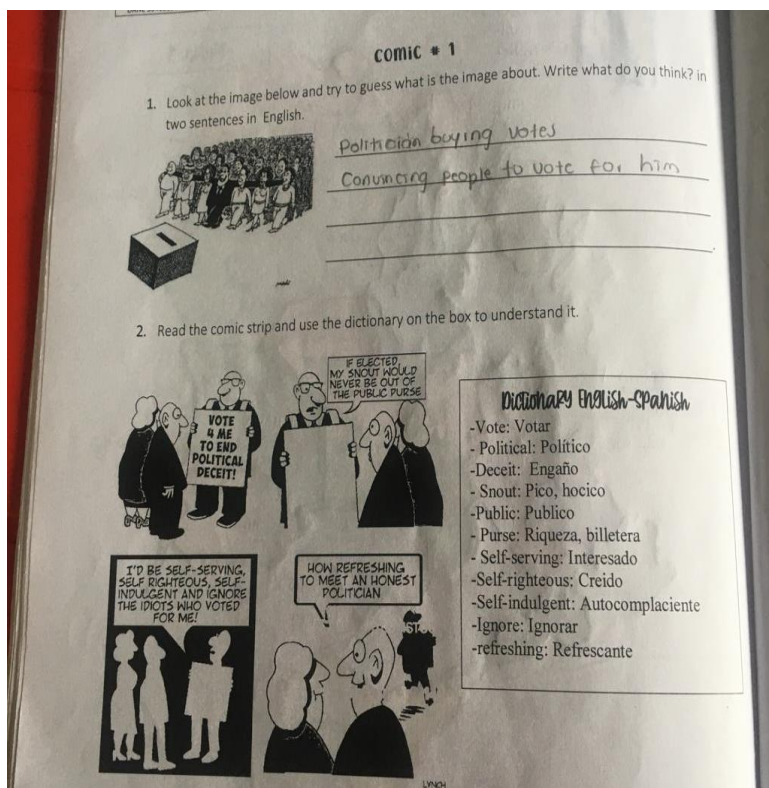 COMIC # 1
1. Look at the image below and try to guess what is the image about. Write what do you think? in
two sentences in English.
Politician buying votes
Convincing people to vote for him
2. Read the comic strip and use the dictionary on the box to understand it.
VOTE
4 ME
TO END
POLITICAL
DECEIT!
IF ELECTED,
MY SNOUT WOULD
NEVER BE OUT OF
THE PUBLIC PURSE
I'D BE SELF-SERVING,
SELF RIGHTEOUS, SELF-
INDULGENT AND IGNORE
THE IDIOTS WHO VOTED
FOR ME!
HOW REFRESHING
TO MEET AN HONEST
POLITICIAN
LYNCH
Dictionary English-Spanish
-Vote: Votar
- Political: Político
-Deceit: Engaño
- Snout: Pico, hocico
-Public: Publico
- Purse: Riqueza, billetera
- Self-serving: Interesado
-Self-righteous: Creido
-Self-indulgent: Autocomplaciente
-Ignore: Ignorar
-refreshing: Refrescante